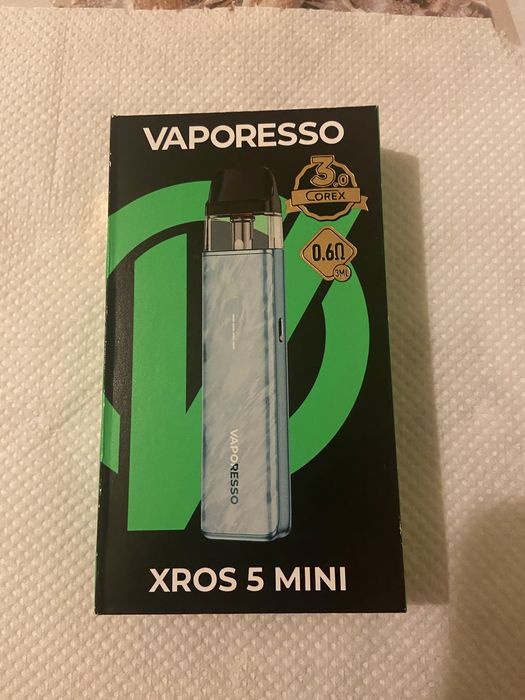 VAPORESSO
3.0
COREX
0.6Ω
3ML
VAPORESSO
XROS 5 MINI